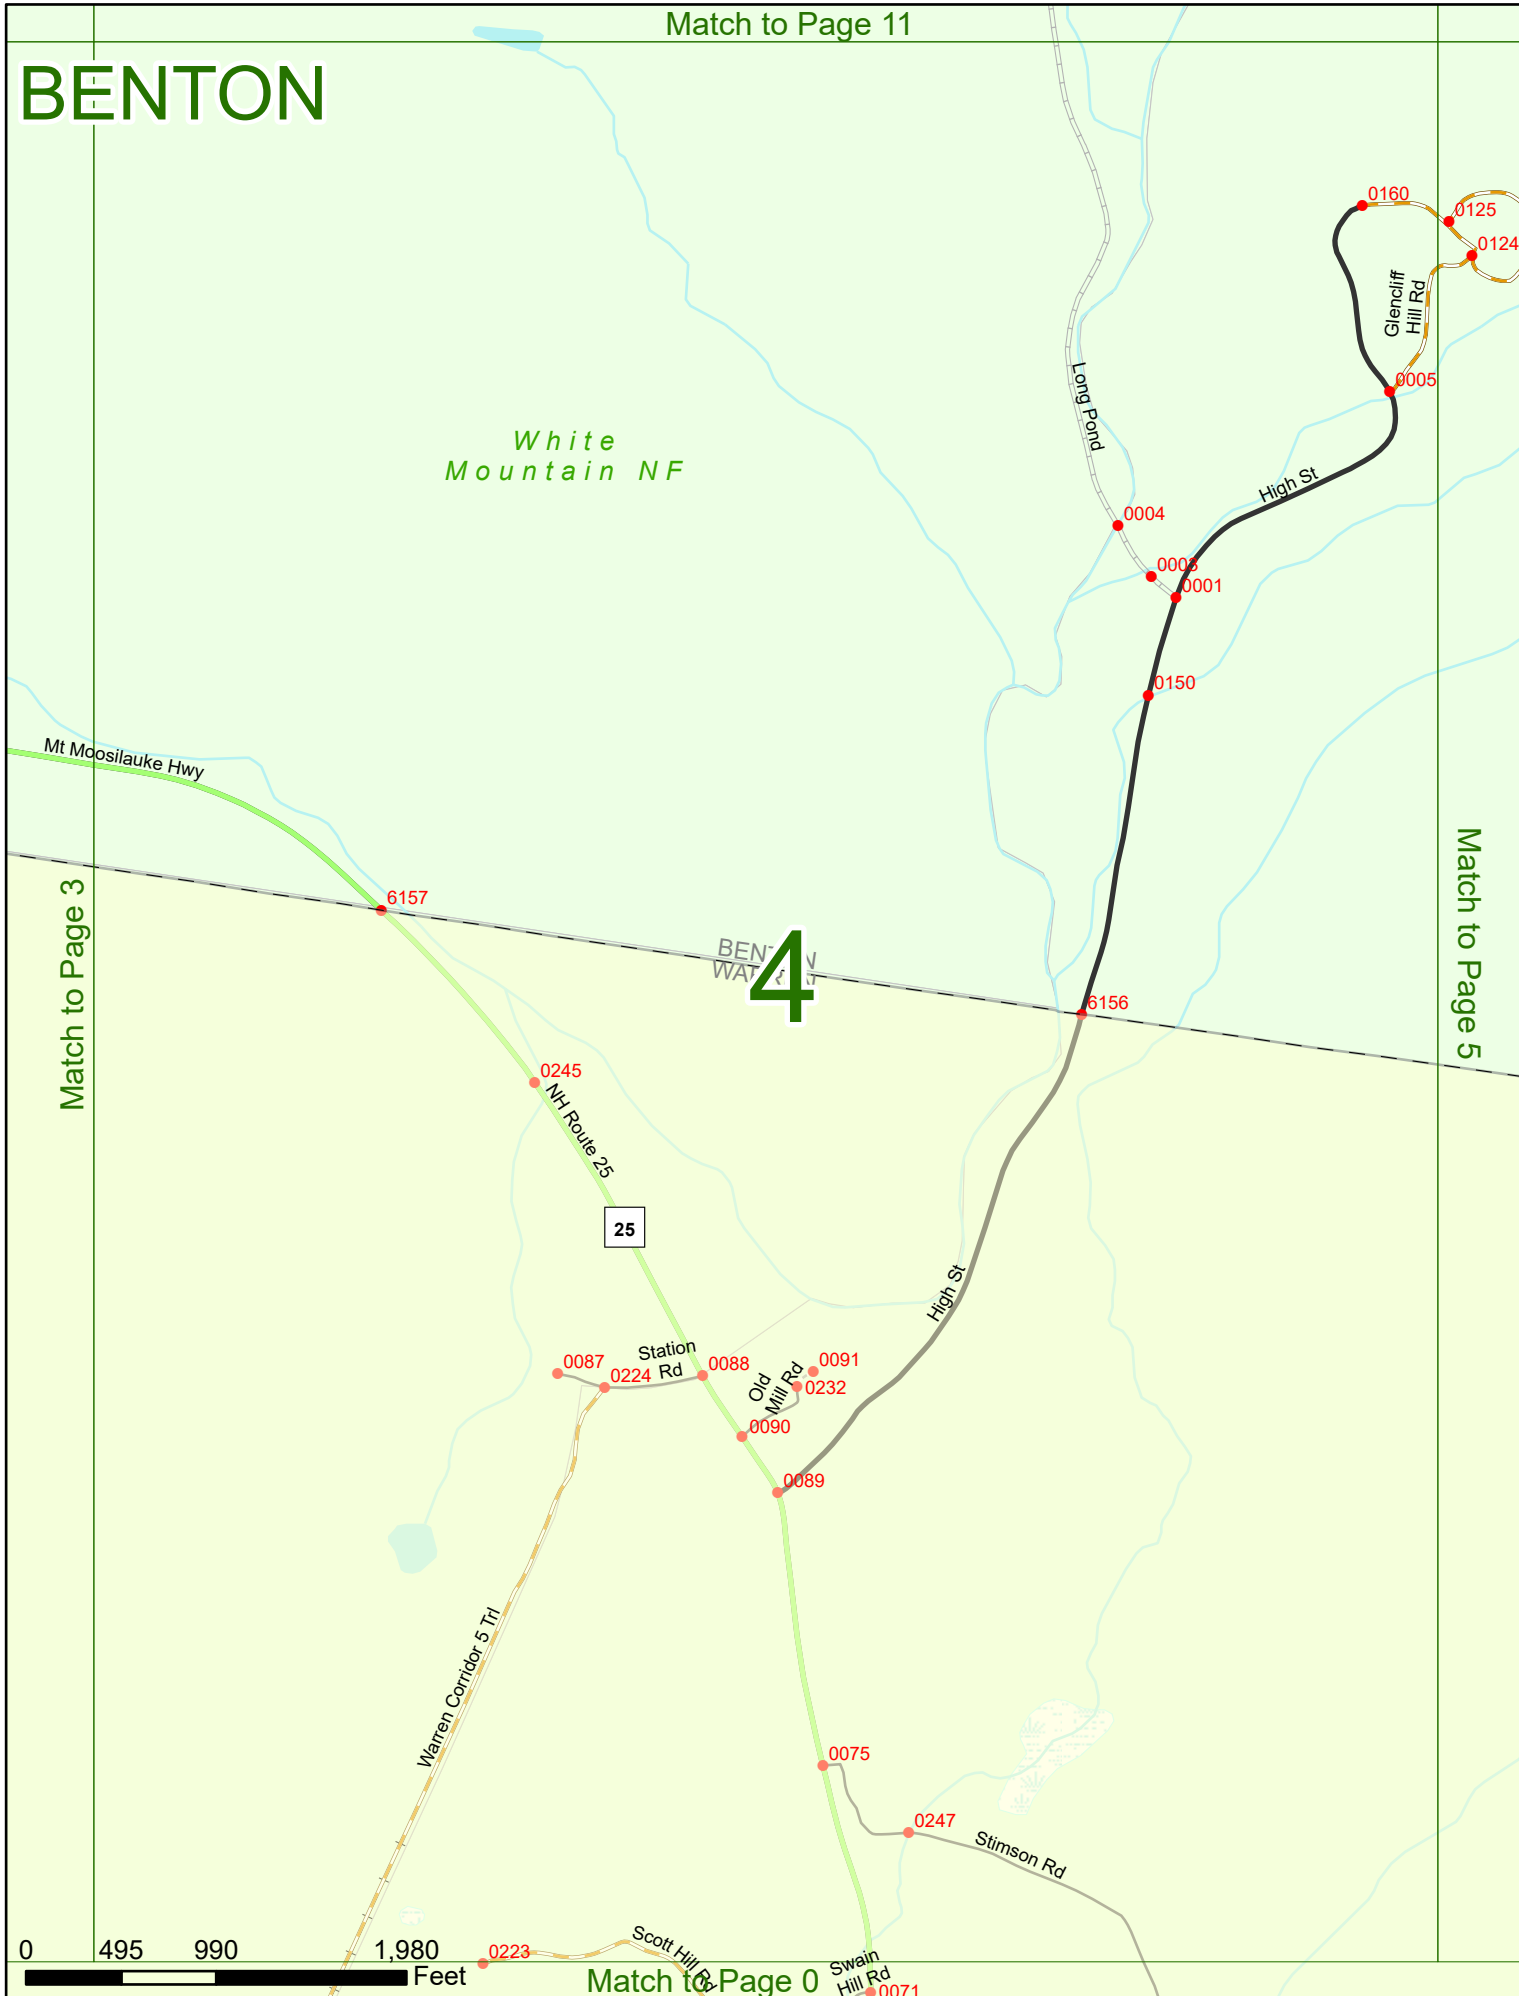 Match to Page 11
BENTON
0160
0125
0124
Glencliff
Hill Rd
0005
Long Pond
White
Mountain NF
High St
0004
0003
0001
0150
Mt Moosilauke Hwy
Match to Page 3
Match to Page 5
6157
BENTON
4
6156
0245
NH Route 25
25
High St
Station
Rd
0087
0224
0088
Old
Mill Rd
0091
0232
0090
0089
Warren Corridor 5 Trl
0075
0247
Stimson Rd
0 495 990 1,980
Feet
0223
Scott Hill Rd
Swain
Hill Rd
0071
Match to Page 0